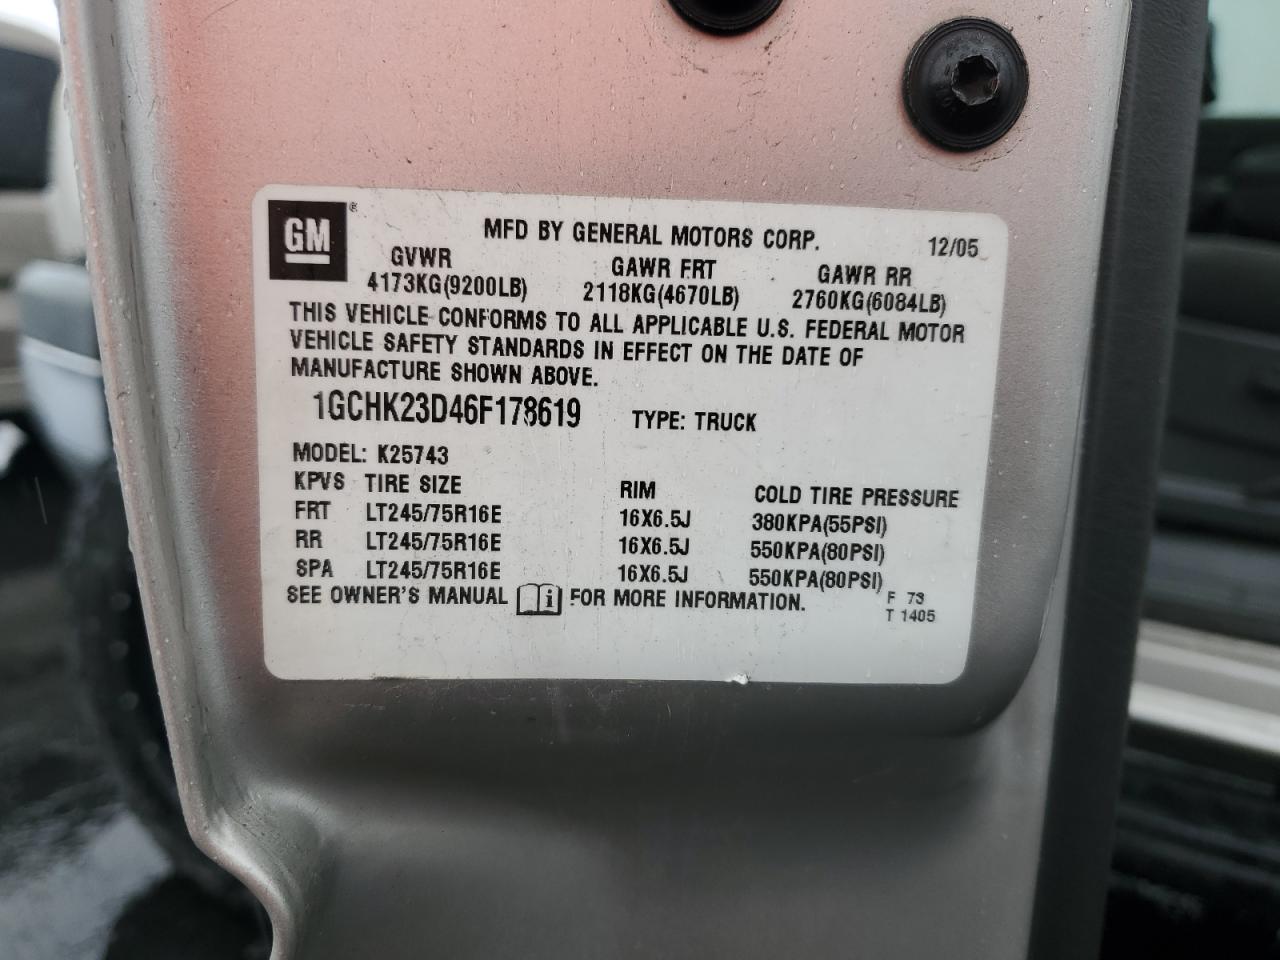 GM
MFD BY GENERAL MOTORS CORP. 12/05
GVWR GAWR FRT GAWR RR
4173KG(9200LB) 2118KG(4670LB) 2760KG(6084LB)
THIS VEHICLE CONFORMS TO ALL APPLICABLE U.S. FEDERAL MOTOR
VEHICLE SAFETY STANDARDS IN EFFECT ON THE DATE OF
MANUFACTURE SHOWN ABOVE.
1GCHK23D46F178619 TYPE: TRUCK
MODEL: K25743
KPVS TIRE SIZE RIM COLD TIRE PRESSURE
FRT LT245/75R16E 16X6.5J 380KPA(55PSI)
RR LT245/75R16E 16X6.5J 550KPA(80PSI)
SPA LT245/75R16E 16X6.5J 550KPA(80PSI)
SEE OWNER'S MANUAL i FOR MORE INFORMATION.
F 73
T 1405